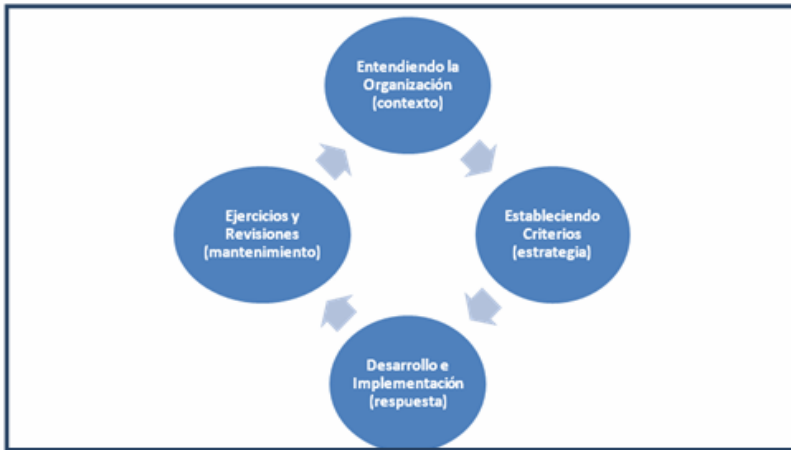 Entendiendo la
Organización
(contexto)
Estableciendo
Criterios
(estrategia)
Desarrollo e
Implementación
(respuesta)
Ejercicios y
Revisiones
(mantenimiento)